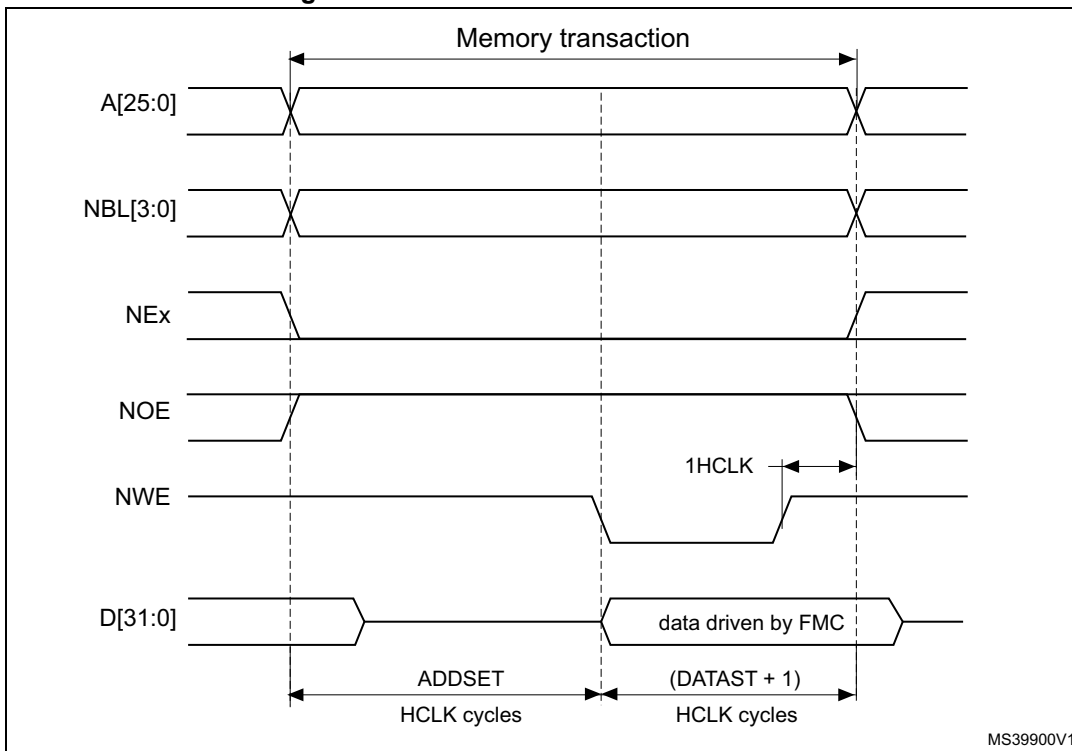 Memory transaction
A[25:0]
NBL[3:0]
NEx
NOE
1HCLK
NWE
D[31:0]
data driven by FMC
ADDSET
(DATAST + 1)
HCLK cycles
HCLK cycles
MS39900V1